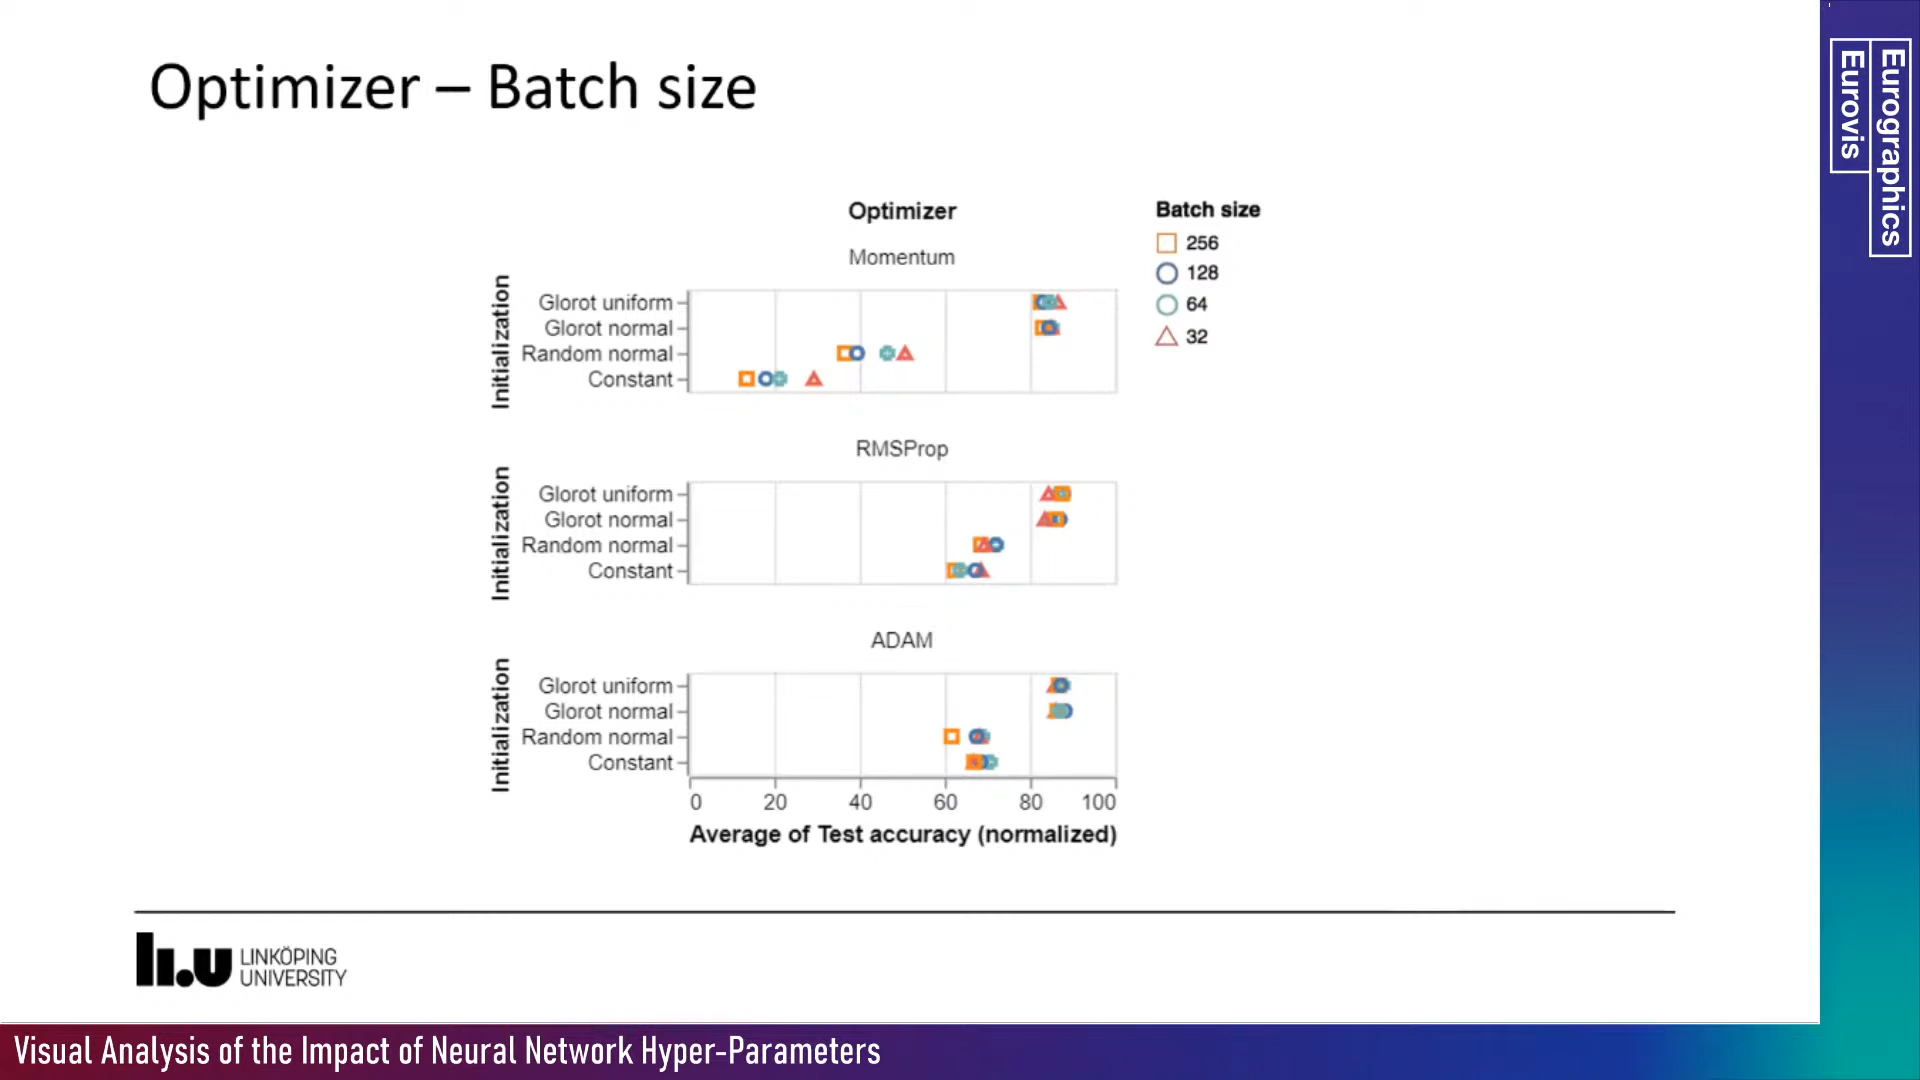 Optimizer – Batch size
Optimizer
Momentum
Initialization
Glorot uniform
Glorot normal
Random normal
Constant
Batch size
256
128
64
32
RMSProp
Initialization
Glorot uniform
Glorot normal
Random normal
Constant
ADAM
Initialization
Glorot uniform
Glorot normal
Random normal
Constant
0 20 40 60 80 100
Average of Test accuracy (normalized)
LINKÖPING
UNIVERSITY
li.u
Eurographics
Eurovis
Visual Analysis of the Impact of Neural Network Hyper-Parameters